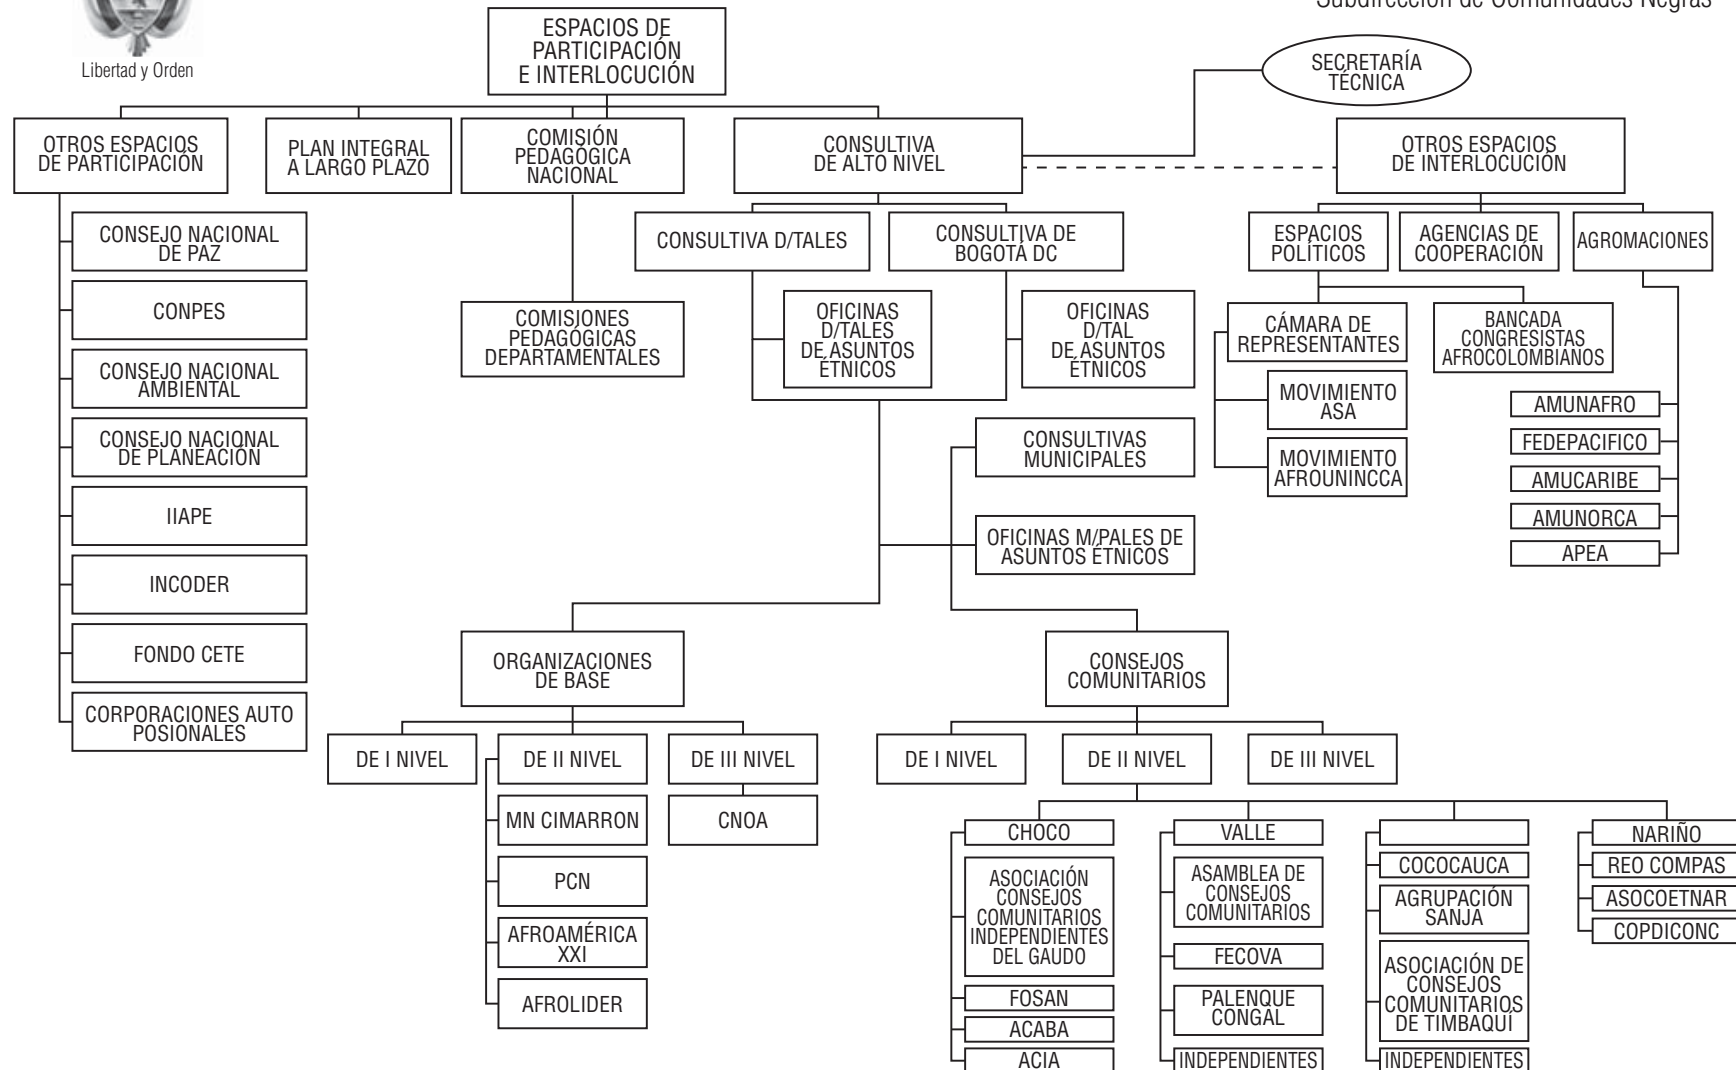 Subdirección de Comunidades Negras
Libertad y Orden
ESPACIOS DE
PARTICIPACIÓN
E INTERLOCUCIÓN
SECRETARÍA
TÉCNICA
OTROS ESPACIOS
DE PARTICIPACIÓN
PLAN INTEGRAL
A LARGO PLAZO
COMISIÓN
PEDAGÓGICA
NACIONAL
CONSULTIVA
DE ALTO NIVEL
OTROS ESPACIOS
DE INTERLOCUCIÓN
CONSEJO NACIONAL
DE PAZ
CONPES
CONSEJO NACIONAL
AMBIENTAL
CONSEJO NACIONAL
DE PLANEACIÓN
IIAPE
INCODER
FONDO CETE
CORPORACIONES AUTO
POSIONALES
COMISIONES
PEDAGÓGICAS
DEPARTAMENTALES
CONSULTIVA D/TALES
CONSULTIVA DE
BOGOTÁ DC
OFICINAS
D/TALES
DE ASUNTOS
ÉTNICOS
OFICINAS
D/TAL
DE ASUNTOS
ÉTNICOS
ESPACIOS
POLÍTICOS
AGENCIAS DE
COOPERACIÓN
AGROMACIONES
CÁMARA DE
REPRESENTANTES
BANCADA
CONGRESISTAS
AFROCOLOMBIANOS
MOVIMIENTO
ASA
MOVIMIENTO
AFROUNINCCA
AMUNAFRO
FEDEPACIFICO
AMUCARIBE
AMUNORCA
APEA
CONSULTIVAS
MUNICIPALES
OFICINAS M/PALES DE
ASUNTOS ÉTNICOS
ORGANIZACIONES
DE BASE
CONSEJOS
COMUNITARIOS
DE I NIVEL
DE II NIVEL
DE III NIVEL
MN CIMARRON
CNOA
PCN
AFROAMÉRICA
XXI
AFROLIDER
DE I NIVEL
DE II NIVEL
DE III NIVEL
CHOCO
ASOCIACIÓN
CONSEJOS
COMUNITARIOS
INDEPENDIENTES
DEL GAUDO
FOSAN
ACABA
ACIA
VALLE
ASAMBLEA DE
CONSEJOS
COMUNITARIOS
FECOVA
PALENQUE
CONGAL
INDEPENDIENTES
COCOCAUCA
AGRUPACIÓN
SANJA
ASOCIACIÓN DE
CONSEJOS
COMUNITARIOS
DE TIMBAQUÍ
INDEPENDIENTES
NARIÑO
REO COMPAS
ASOCOETNAR
COPDICONC